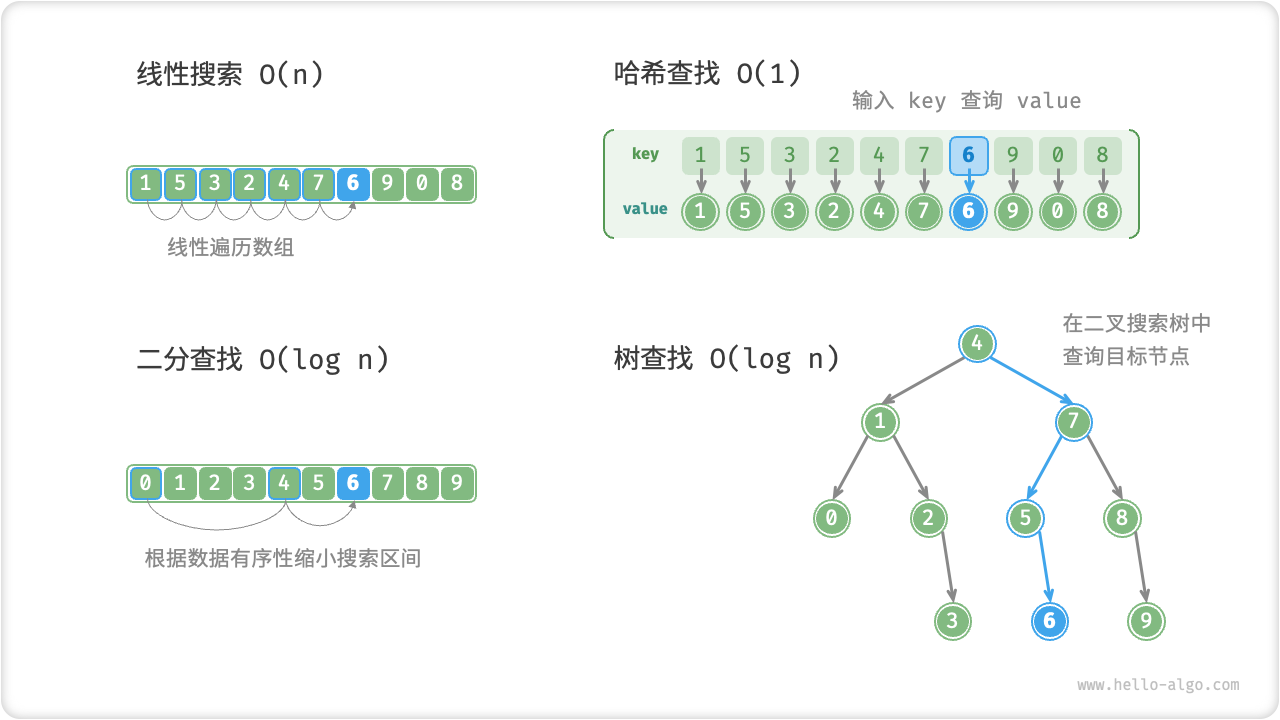 线性搜索 O(n)
1 5 3 2 4 7 6 9 0 8
线性遍历数组
哈希查找 O(1)
输入 key 查询 value
key 1 5 3 2 4 7 6 9 0 8
value 1 5 3 2 4 7 6 9 0 8
二分查找 O(log n)
0 1 2 3 4 5 6 7 8 9
根据数据有序性缩小搜索区间
树查找 O(log n)
在二叉搜索树中
查询目标节点
4
1 7
0 2 5 8
3 6 9
www.hello-algo.com